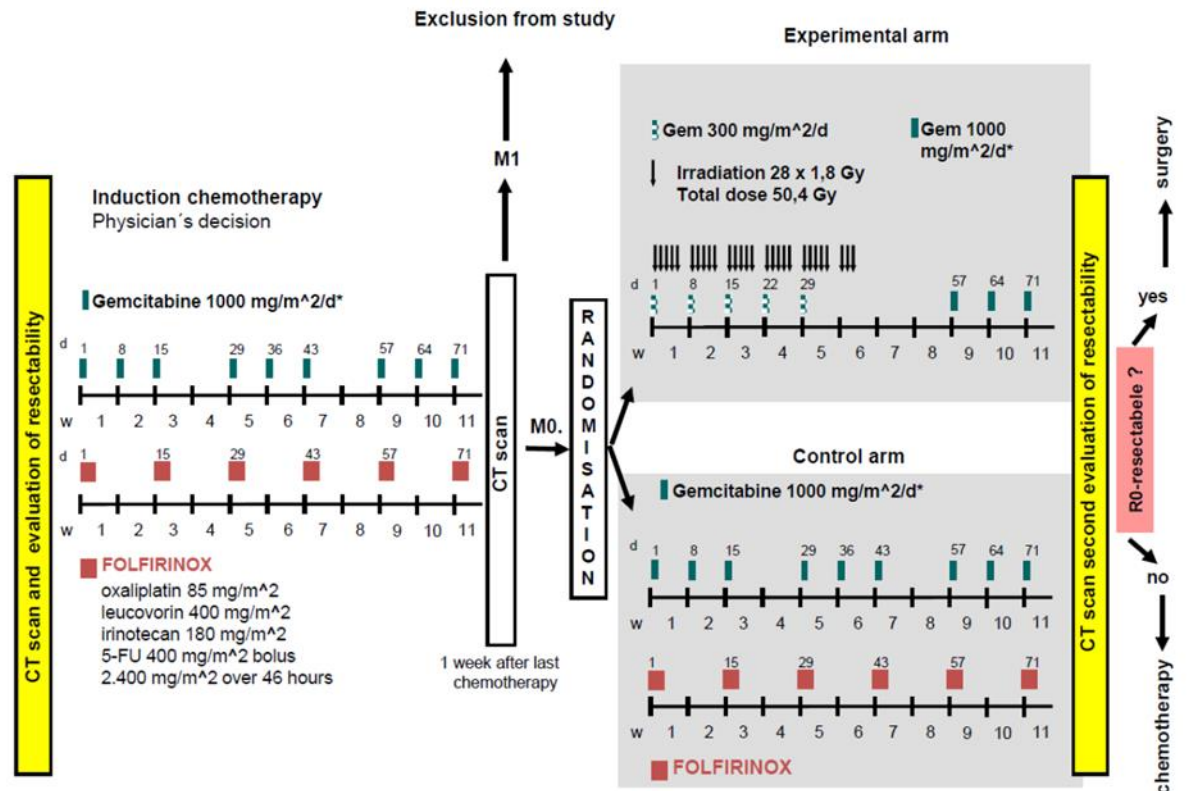 Exclusion from study
M1
CT scan and evaluation of resectability
Induction chemotherapy
Physician´s decision
Gemcitabine 1000 mg/m^2/d*
d 1 8 15 29 36 43 57 64 71
w 1 2 3 4 5 6 7 8 9 10 11
d 1 15 29 43 57 71
w 1 2 3 4 5 6 7 8 9 10 11
FOLFIRINOX
oxaliplatin 85 mg/m^2
leucovorin 400 mg/m^2
irinotecan 180 mg/m^2
5-FU 400 mg/m^2 bolus
2.400 mg/m^2 over 46 hours
CT scan
1 week after last
chemotherapy
M0.
RANDOMISATION
Experimental arm
Gem 300 mg/m^2/d
Gem 1000
mg/m^2/d*
Irradiation 28 x 1,8 Gy
Total dose 50,4 Gy
d 1 8 15 22 29 57 64 71
w 1 2 3 4 5 6 7 8 9 10 11
Control arm
Gemcitabine 1000 mg/m^2/d*
d 1 8 15 29 36 43 57 64 71
w 1 2 3 4 5 6 7 8 9 10 11
1 15 29 43 57 71
w 1 2 3 4 5 6 7 8 9 10 11
FOLFIRINOX
CT scan second evaluation of resectability
R0-resectabele ?
yes
surgery
no
chemotherapy